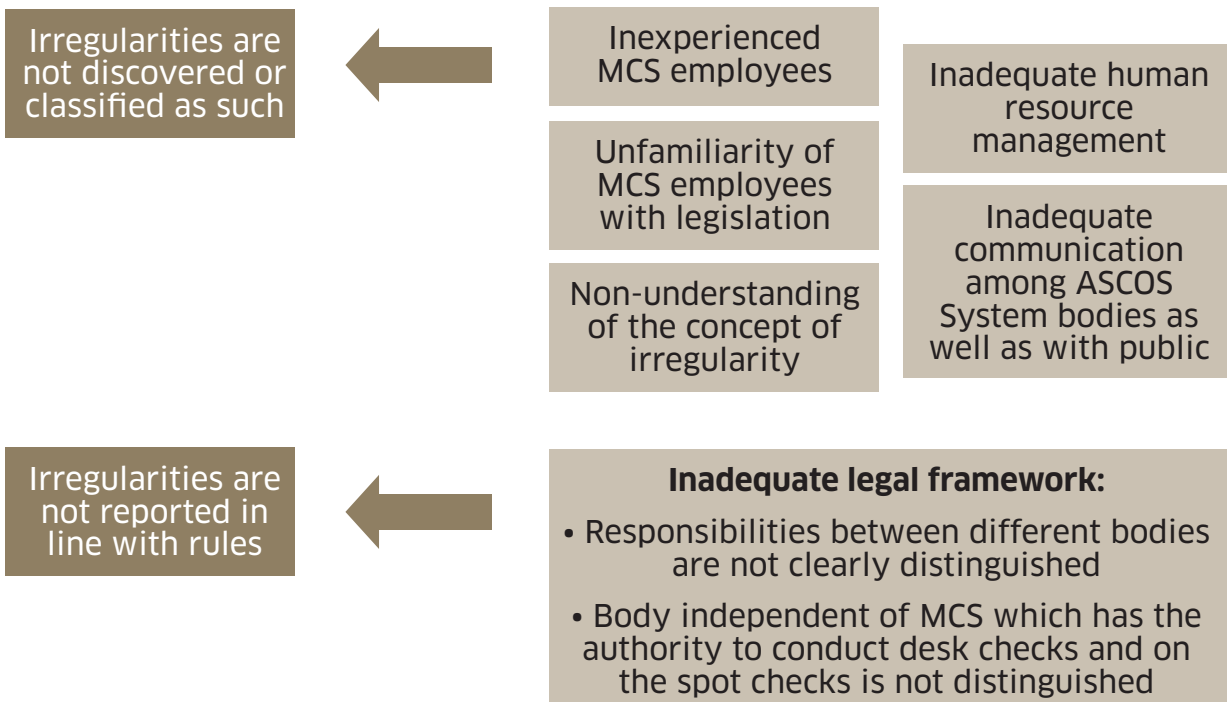 Irregularities are
not discovered or
classified as such
Inexperienced
MCS employees
Unfamiliarity of
MCS employees
with legislation
Non-understanding
of the concept of
irregularity
Inadequate human
resource
management
Inadequate
communication
among ASCOS
System bodies as
well as with public
Irregularities are
not reported in
line with rules
Inadequate legal framework:
• Responsibilities between different bodies
are not clearly distinguished
• Body independent of MCS which has the
authority to conduct desk checks and on
the spot checks is not distinguished